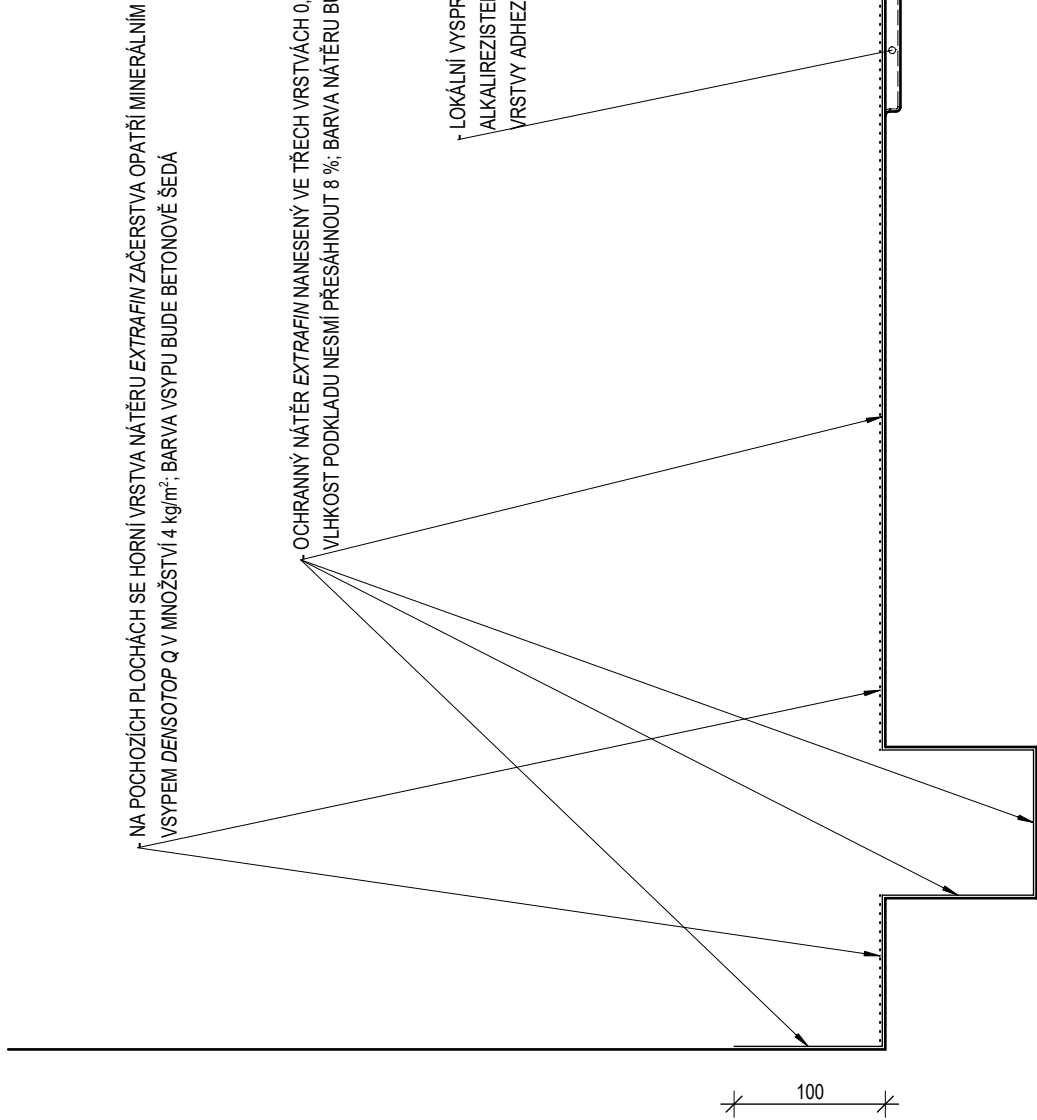 NA POCHOZÍCH PLOCHÁCH SE HORNÍ VRSTVA NÁTĚRU EXTRAFIN ZAČERSTVA OPATŘÍ MINERÁLNÍM
VSYPEM DENSOTOP Q V MNOŽSTVÍ 4 kg/m²; BARVA VSYPU BUDE BETONOVĚ ŠEDÁ
OCHRANNÝ NÁTĚR EXTRAFIN NANESENÝ VE TŘECH VRSTVÁCH 0,
VLHKOST PODKLADU NESMÍ PŘESÁHNOUT 8 %; BARVA NÁTĚRU
LOKÁLNÍ
VRSTVY
100